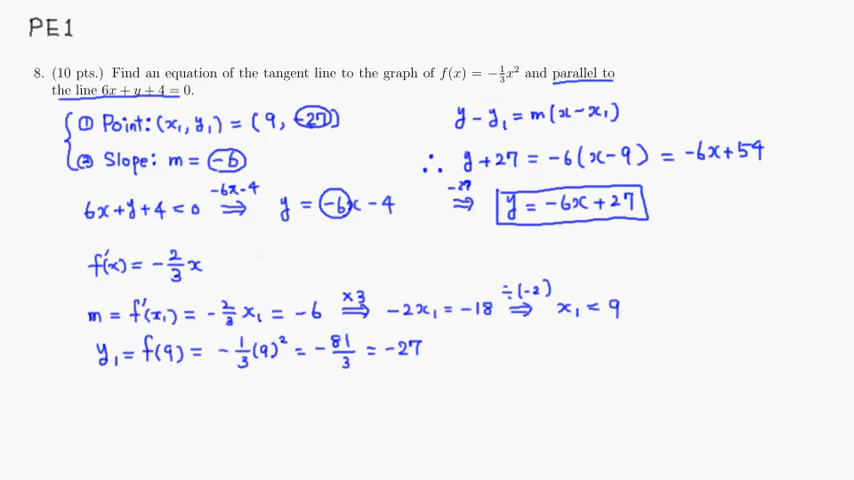 PE1
8. (10 pts.) Find an equation of the tangent line to the graph of f(x) = −1/3x² and parallel to
the line 6x + y + 4 = 0.
① Point: (x₁, y₁) = (9, −27)
② Slope: m = −6
6x+y+4 = 0 ⇒ (−6x−4) y = −6x − 4
f'(x) = −2/3 x
m = f'(x₁) = −2/3 x₁ = −6 ⇒ (×3) −2x₁ = −18 ⇒ (÷(−2)) x₁ = 9
y₁ = f(9) = −1/3 (9)² = −81/3 = −27
y − y₁ = m(x − x₁)
∴ y + 27 = −6(x − 9) = −6x + 54
⇒ (−27) y = −6x + 27